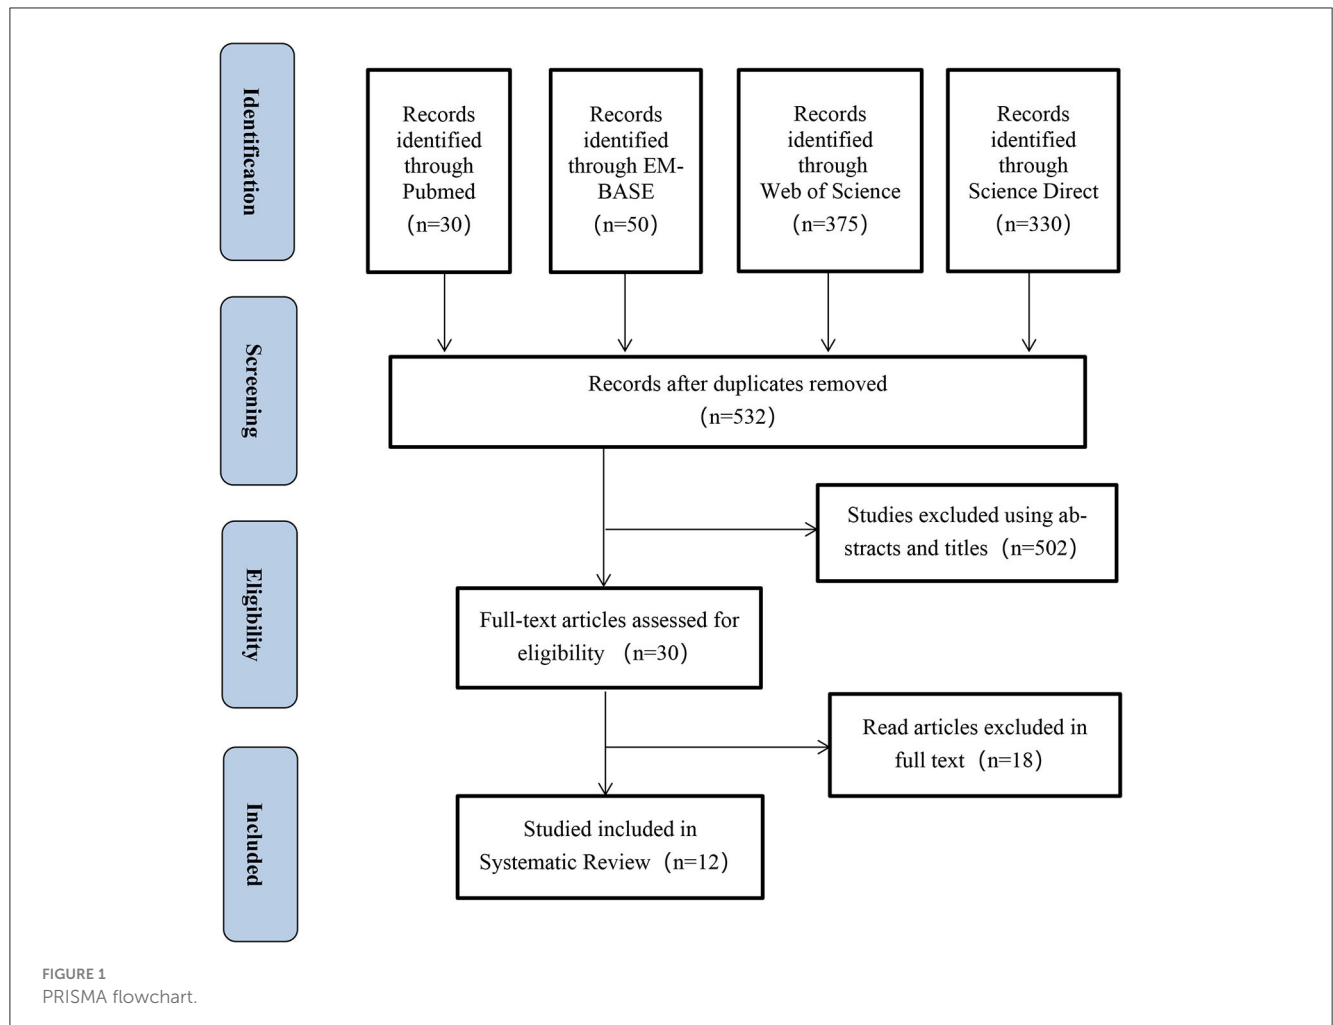 Identification
Records
identified
through
Pubmed
(n=30)
Records
identified
through EM-
BASE
(n=50)
Records
identified
through
Web of Science
(n=375)
Records
identified
through
Science Direct
(n=330)
Screening
Records after duplicates removed
(n=532)
Studies excluded using ab-
stracts and titles (n=502)
Eligibility
Full-text articles assessed for
eligibility (n=30)
Read articles excluded in
full text (n=18)
Included
Studied included in
Systematic Review (n=12)
FIGURE 1
PRISMA flowchart.